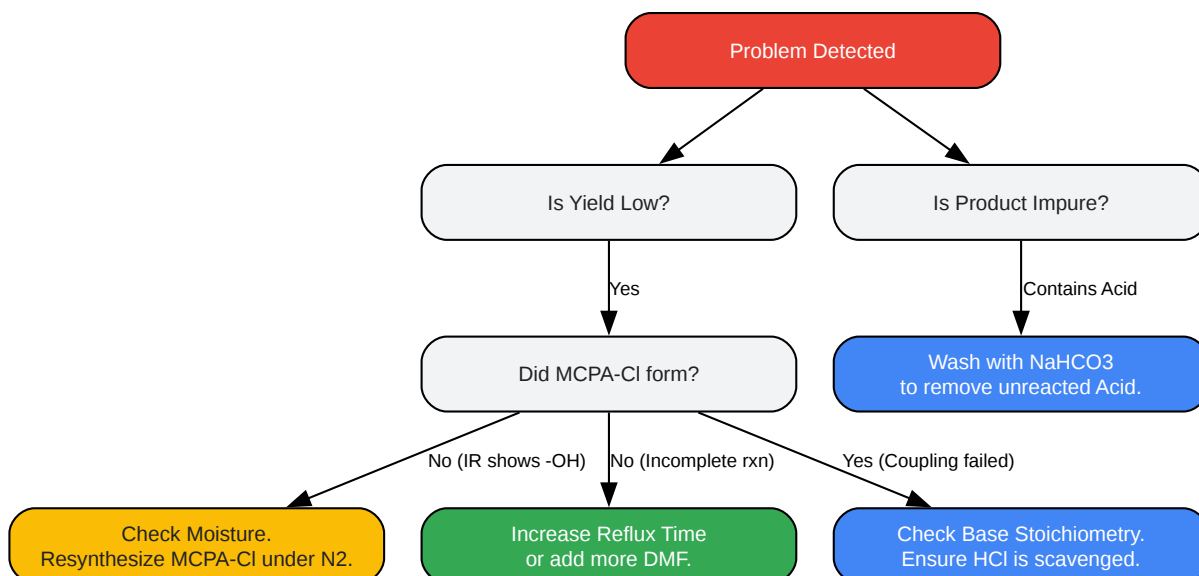 Problem Detected
Is Yield Low?
Is Product Impure?
Yes
Contains Acid
Did MCPA-Cl form?
Wash with NaHCO3
to remove unreacted Acid.
No (IR shows -OH)
No (Incomplete rxn)
Yes (Coupling failed)
Check Moisture.
Resynthesize MCPA-Cl under N2.
Increase Reflux Time
or add more DMF.
Check Base Stoichiometry.
Ensure HCl is scavenged.